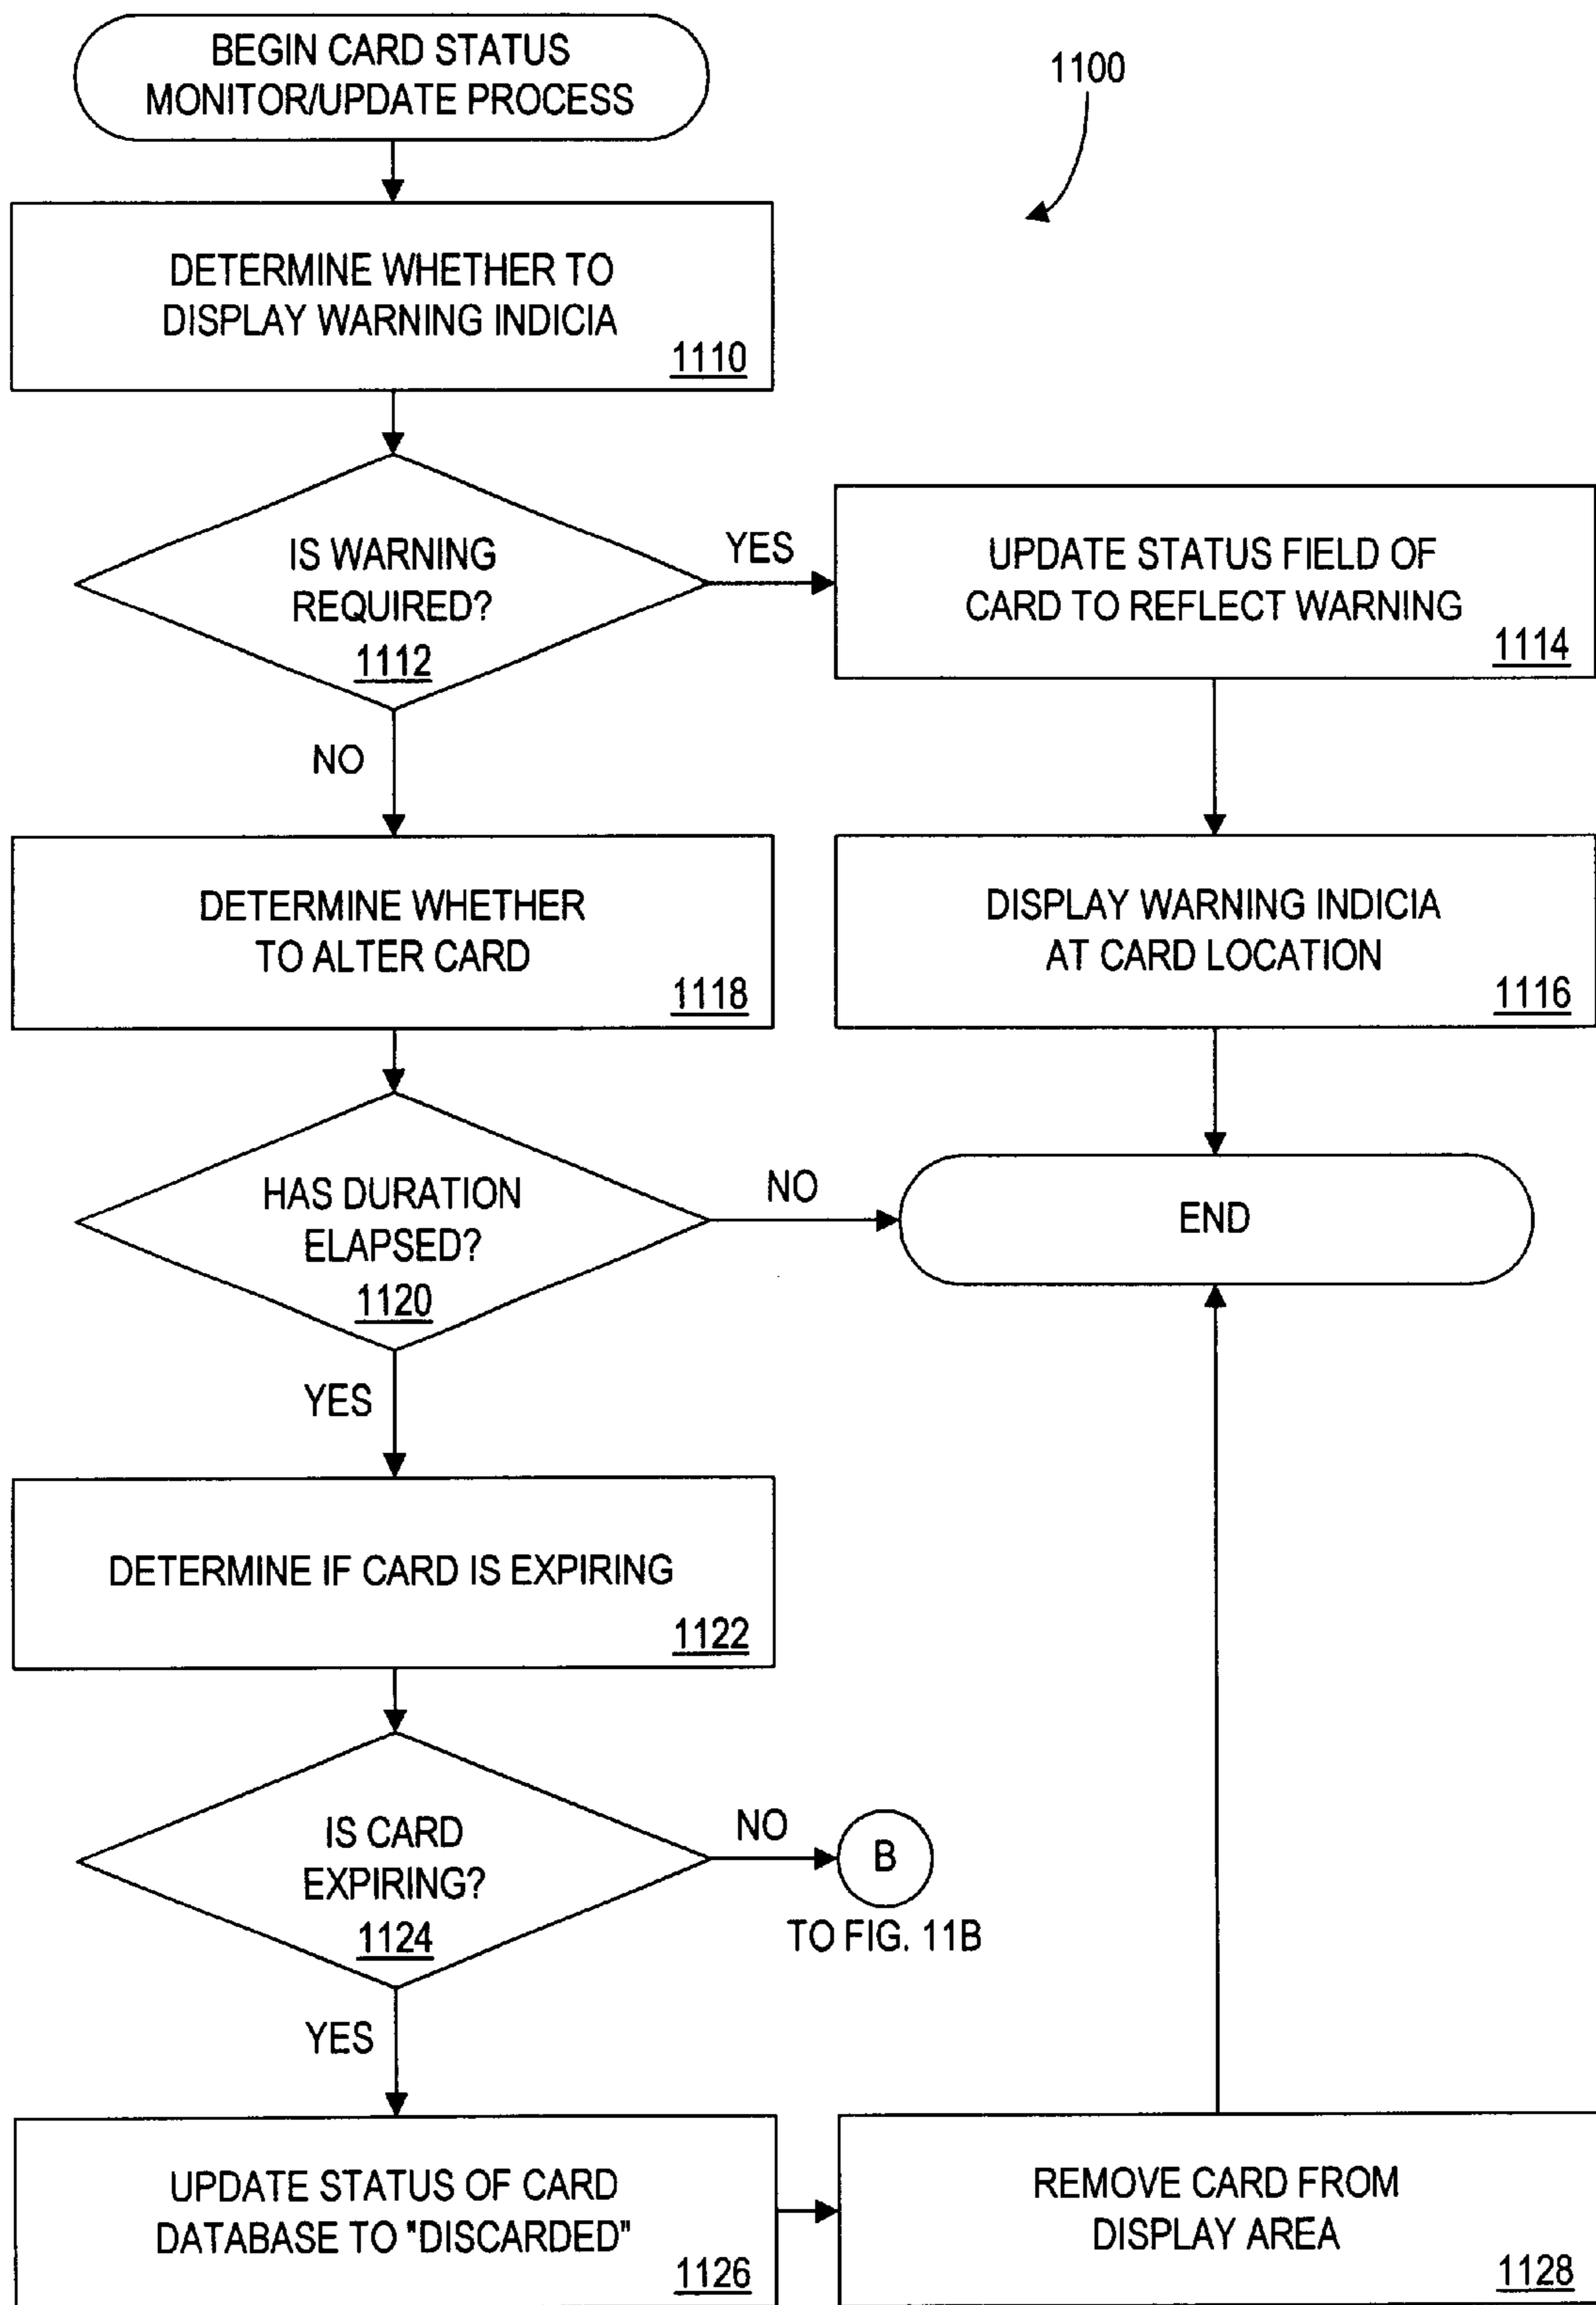 BEGIN CARD STATUS
MONITOR/UPDATE PROCESS
1100
DETERMINE WHETHER TO
DISPLAY WARNING INDICIA
1110
IS WARNING
REQUIRED?
1112
YES
UPDATE STATUS FIELD OF
CARD TO REFLECT WARNING
1114
NO
DETERMINE WHETHER
TO ALTER CARD
1118
DISPLAY WARNING INDICIA
AT CARD LOCATION
1116
HAS DURATION
ELAPSED?
1120
NO
END
YES
DETERMINE IF CARD IS EXPIRING
1122
IS CARD
EXPIRING?
1124
NO
B
TO FIG. 11B
YES
UPDATE STATUS OF CARD
DATABASE TO "DISCARDED"
1126
REMOVE CARD FROM
DISPLAY AREA
1128